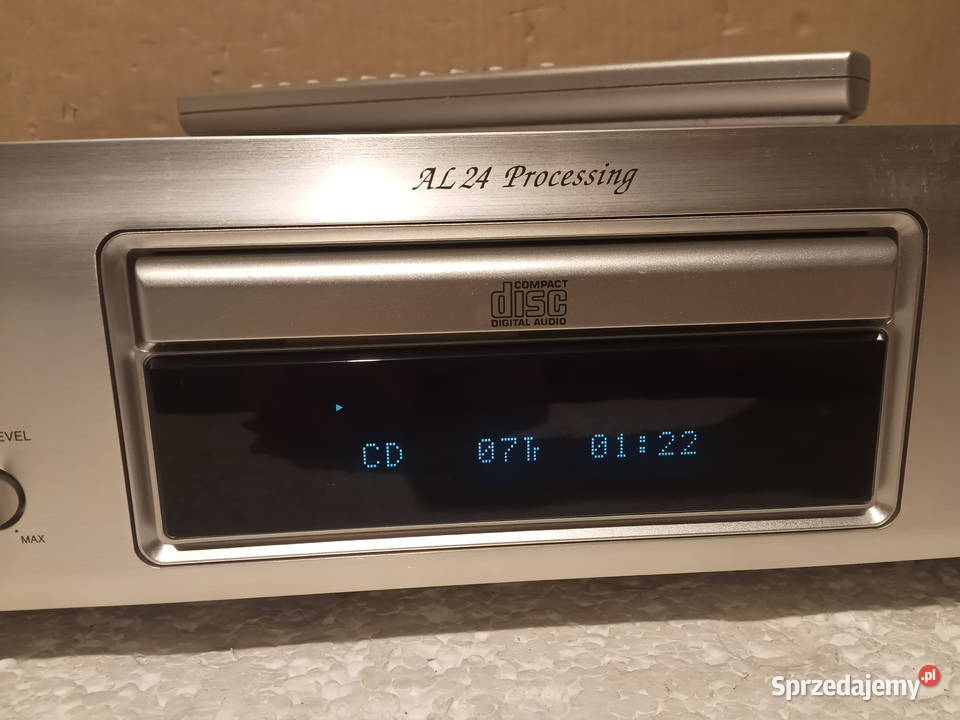 AL24 Processing
COMPACT
disc
DIGITAL AUDIO
EVEL
MAX
CD 07Tr 01:22
Sprzedajemy.pl